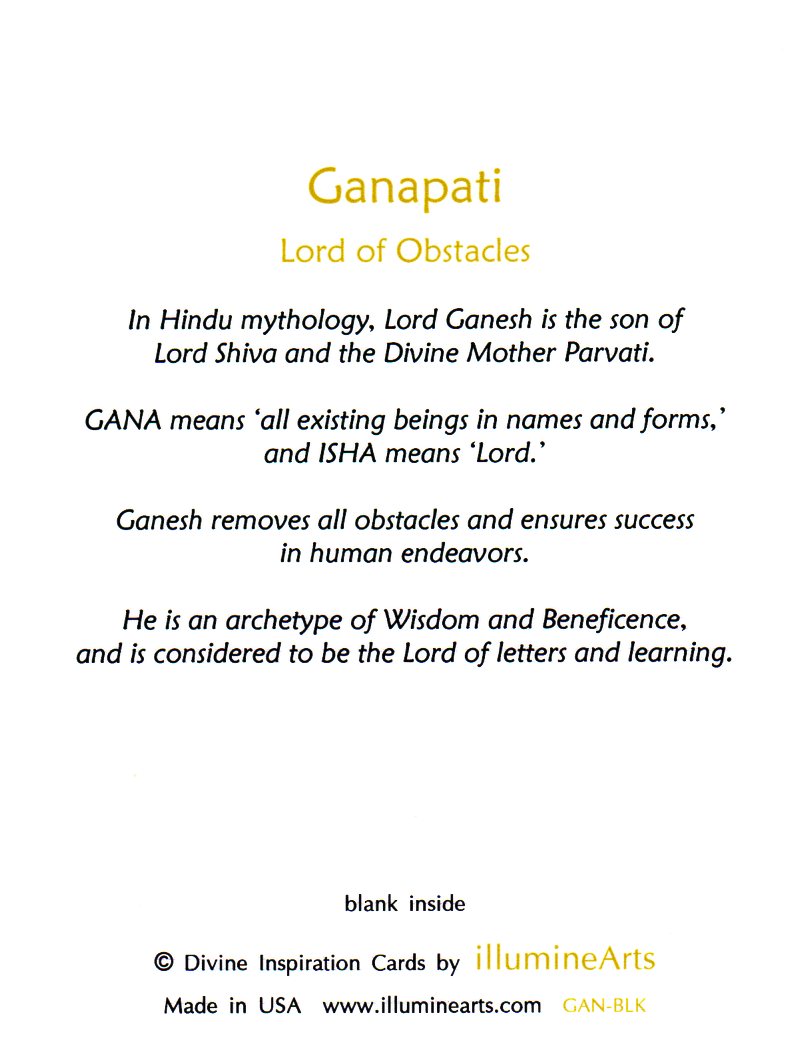 Ganapati
Lord of Obstacles
In Hindu mythology, Lord Ganesh is the son of
Lord Shiva and the Divine Mother Parvati.
GANA means ‘all existing beings in names and forms,’
and ISHA means ‘Lord.’
Ganesh removes all obstacles and ensures success
in human endeavors.
He is an archetype of Wisdom and Beneficence,
and is considered to be the Lord of letters and learning.
blank inside
© Divine Inspiration Cards by illumineArts
Made in USA www.illuminearts.com GAN-BLK